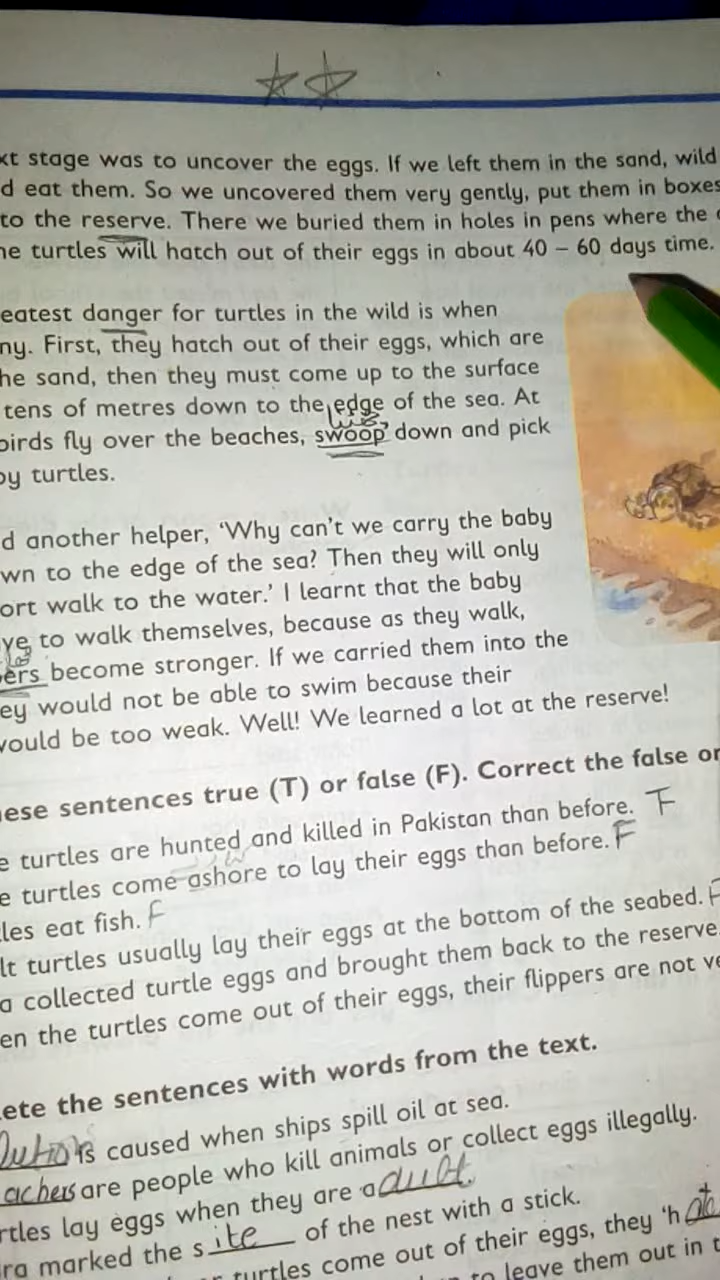 xt stage was to uncover the eggs. If we left them in the sand, wild
d eat them. So we uncovered them very gently, put them in boxes
to the reserve. There we buried them in holes in pens where the
he turtles will hatch out of their eggs in about 40 – 60 days time.
eatest danger for turtles in the wild is when
ny. First, they hatch out of their eggs, which are
he sand, then they must come up to the surface
tens of metres down to the edge of the sea. At
birds fly over the beaches, swoop down and pick
by turtles.
d another helper, ‘Why can’t we carry the baby
wn to the edge of the sea? Then they will only
ort walk to the water.’ I learnt that the baby
ve to walk themselves, because as they walk,
ers become stronger. If we carried them into the
ey would not be able to swim because their
would be too weak. Well! We learned a lot at the reserve!
ese sentences true (T) or false (F). Correct the false on
e turtles are hunted and killed in Pakistan than before. F
e turtles come ashore to lay their eggs than before. F
les eat fish. F
lt turtles usually lay their eggs at the bottom of the seabed. F
a collected turtle eggs and brought them back to the reserve.
en the turtles come out of their eggs, their flippers are not ve
ete the sentences with words from the text.
is caused when ships spill oil at sea.
achers are people who kill animals or collect eggs illegally.
rtles lay eggs when they are adult.
ra marked the site of the nest with a stick.
turtles come out of their eggs, they ‘h
to leave them out in t